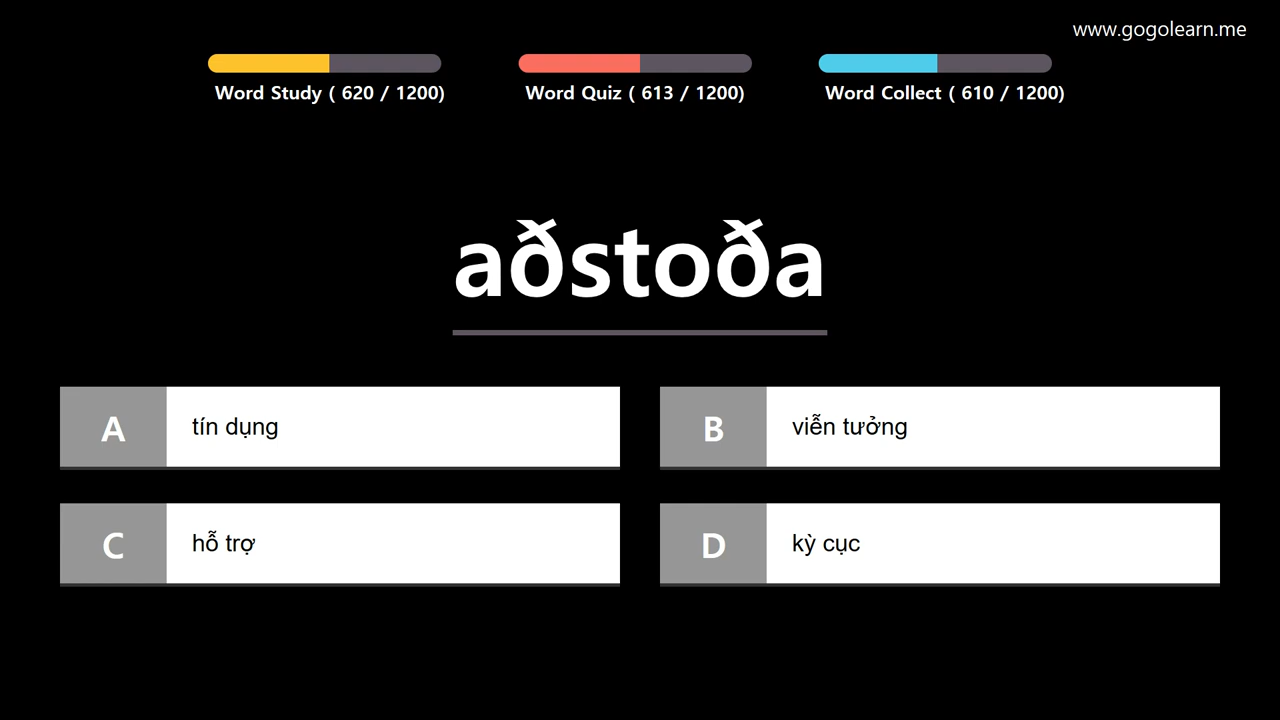 www.gogolearn.me
Word Study ( 620 / 1200)
Word Quiz ( 613 / 1200)
Word Collect ( 610 / 1200)
aðstoða
A
tín dụng
B
viễn tưởng
C
hỗ trợ
D
kỳ cục